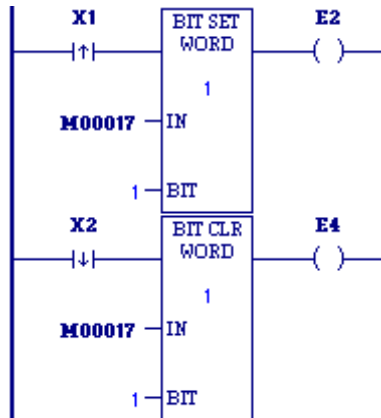 X1 BIT SET E2
WORD
1
M00017 IN
1 BIT
X2 BIT CLR E4
WORD
1
M00017 IN
1 BIT